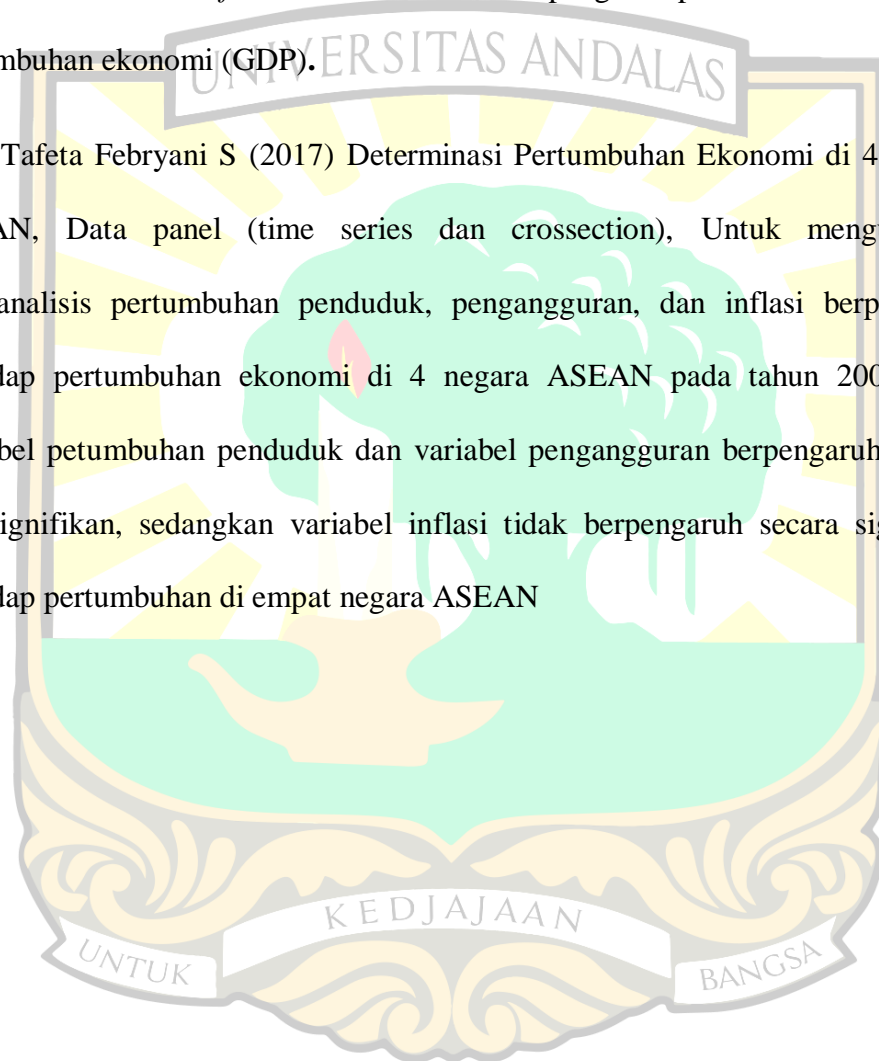 mbuhan ekonomi (GDP).
UNIVERSITAS ANDALAS
Tafeta Febryani S (2017) Determinasi Pertumbuhan Ekonomi di 4
AN, Data panel (time series dan crossection), Untuk meng
analisis pertumbuhan penduduk, pengangguran, dan inflasi berp
dap pertumbuhan ekonomi di 4 negara ASEAN pada tahun 200
bel petumbuhan penduduk dan variabel pengangguran berpengaruh
ignifikan, sedangkan variabel inflasi tidak berpengaruh secara sig
dap pertumbuhan di empat negara ASEAN
UNTUK KEDJAJAAN BANGSA